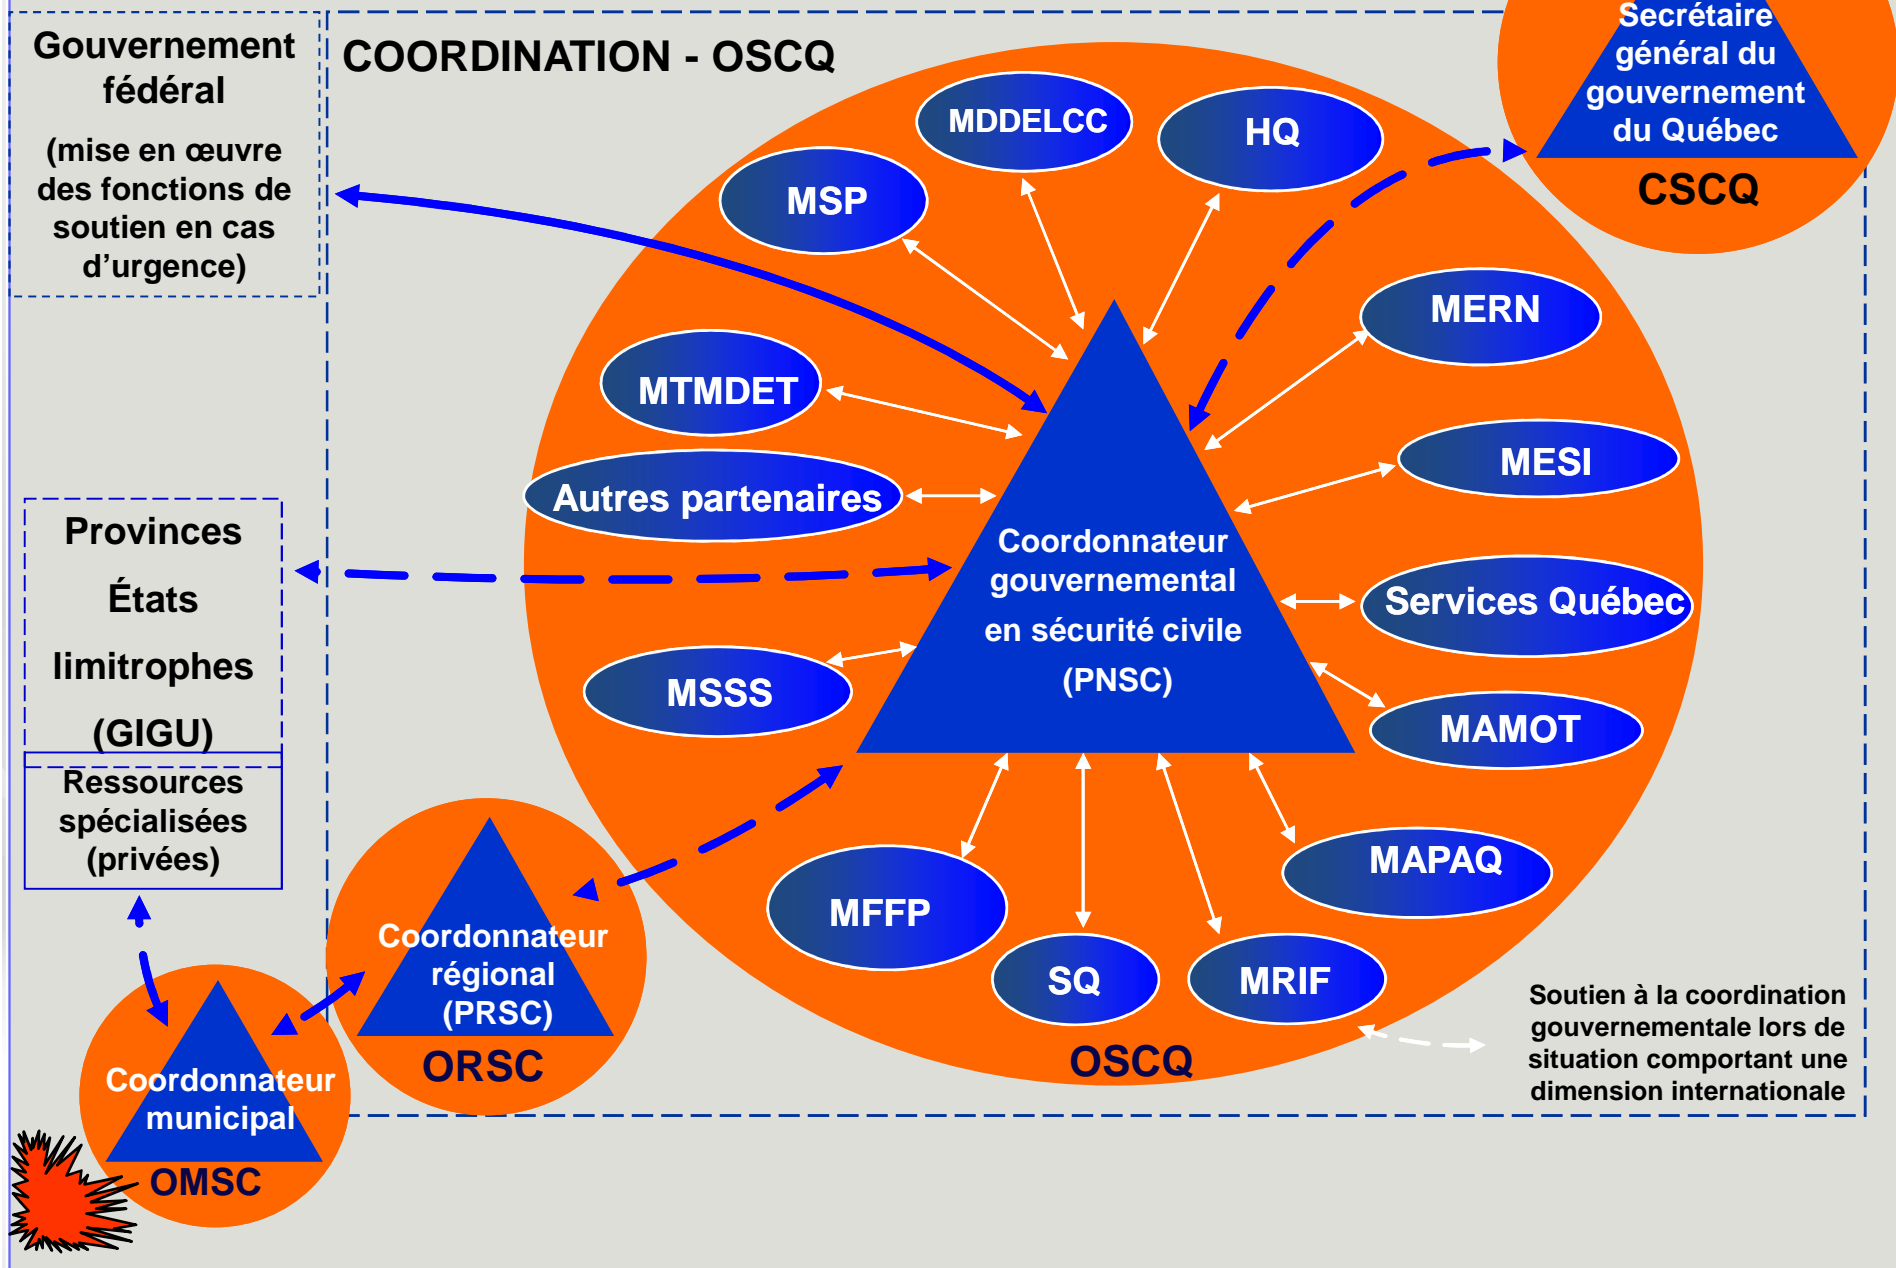 Gouvernement
fédéral
(mise en œuvre
des fonctions de
soutien en cas
d’urgence)
COORDINATION - OSCQ
Secrétaire
général du
gouvernement
du Québec
CSCQ
MDDELCC
HQ
MSP
MERN
MTMDET
MESI
Autres partenaires
Coordonnateur
gouvernemental
en sécurité civile
(PNSC)
Services Québec
MSSS
MAMOT
MAPAQ
MFFP
SQ
MRIF
OSCQ
Provinces
États
limitrophes
(GIGU)
Ressources
spécialisées
(privées)
Coordonnateur
régional
(PRSC)
ORSC
Coordonnateur
municipal
OMSC
Soutien à la coordination
gouvernementale lors de
situation comportant une
dimension internationale